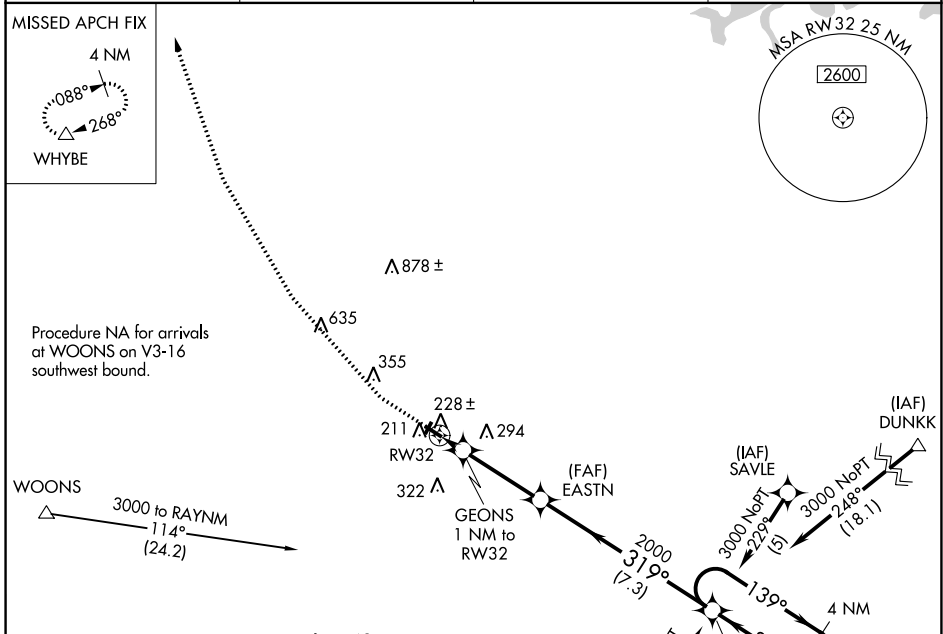 MISSED APCH FIX
4 NM
088°
268°
WHYBE
MSA RW32 25 NM
2600
878 ±
635
355
Procedure NA for arrivals
at WOONS on V3-16
southwest bound.
228 ±
211
294
RW32
322
(FAF)
EASTN
GEONS
1 NM to
RW32
(IAF)
DUNKK
(IAF)
SAVLE
3000 NoPT
248°
(18.1)
3000 NoPT
229°
(5)
WOONS
3000 to RAYNM
114°
(24.2)
2000
319°
(7.3)
139°
4 NM